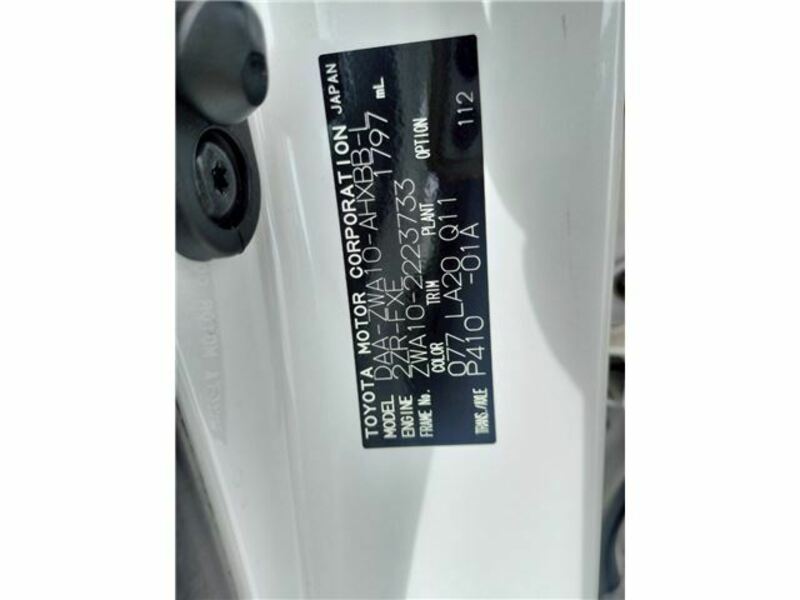 TOYOTA MOTOR CORPORATION JAPAN
MODEL DAA-ZWA10-AHXBB-L
ENGINE 2ZR-FXE 1797 mL
FRAME No. ZWA10-2223733
COLOR TRIM PLANT OPTION
077 LA20 Q11 112
TRANS./AXLE P410 -01A